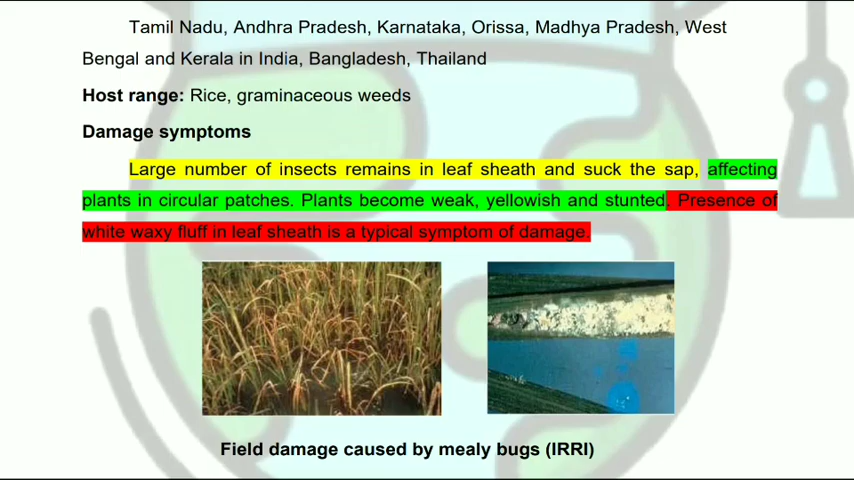 Tamil Nadu, Andhra Pradesh, Karnataka, Orissa, Madhya Pradesh, West
Bengal and Kerala in India, Bangladesh, Thailand
Host range: Rice, graminaceous weeds
Damage symptoms
Large number of insects remains in leaf sheath and suck the sap, affecting
plants in circular patches. Plants become weak, yellowish and stunted. Presence of
white waxy fluff in leaf sheath is a typical symptom of damage.
Field damage caused by mealy bugs (IRRI)